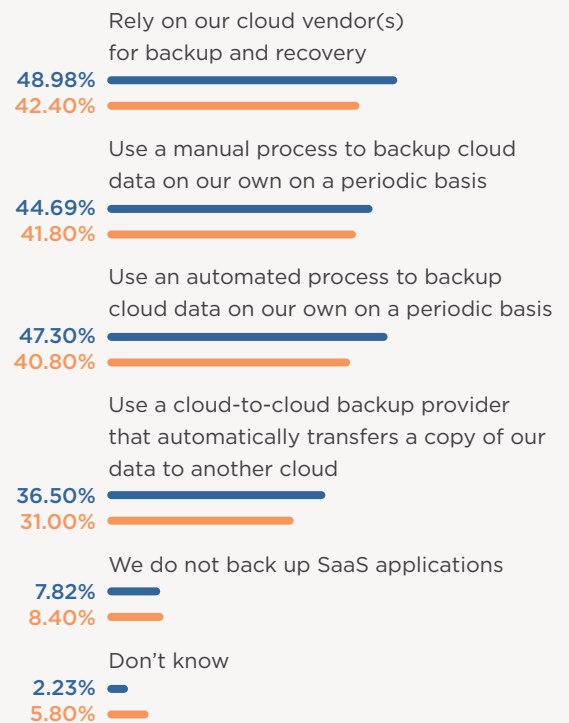 Rely on our cloud vendor(s)
for backup and recovery
48.98%
42.40%
Use a manual process to backup cloud
data on our own on a periodic basis
44.69%
41.80%
Use an automated process to backup
cloud data on our own on a periodic basis
47.30%
40.80%
Use a cloud-to-cloud backup provider
that automatically transfers a copy of our
data to another cloud
36.50%
31.00%
We do not back up SaaS applications
7.82%
8.40%
Don’t know
2.23%
5.80%